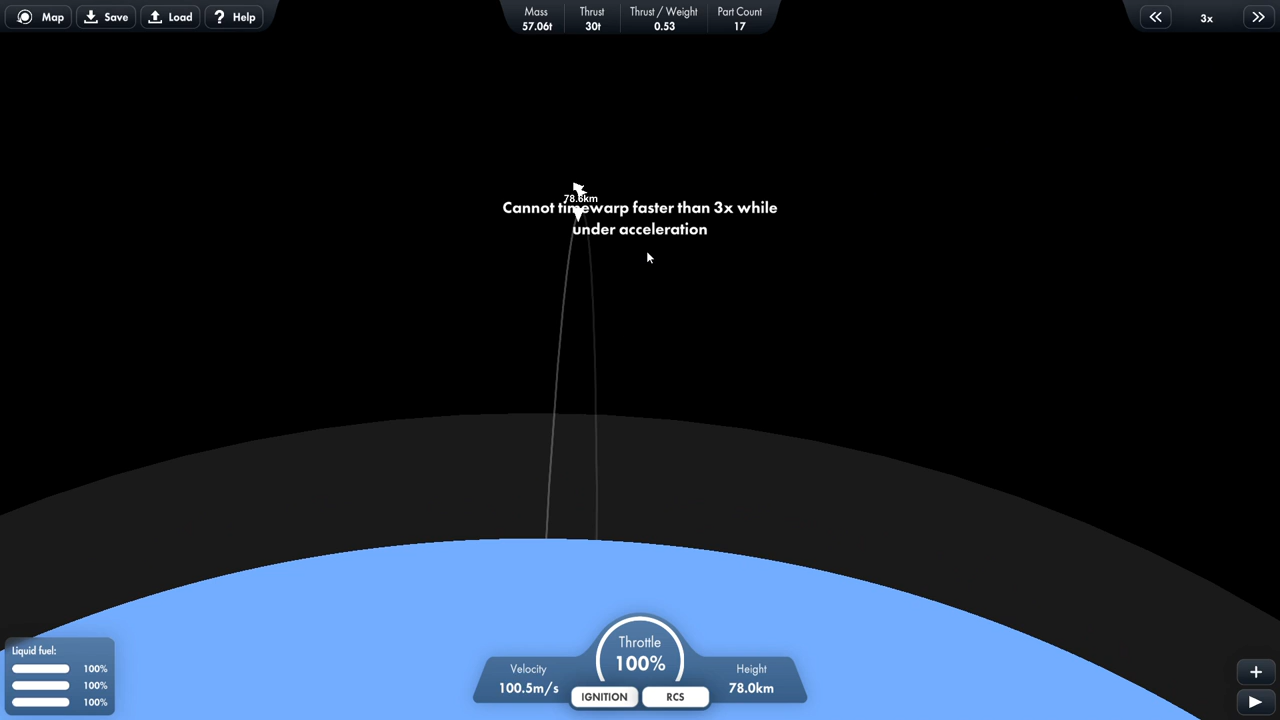 Map
Save
Load
? Help
Mass
57.06t
Thrust
30t
Thrust / Weight
0.53
Part Count
17
3x
78.6km
Cannot timewarp faster than 3x while
under acceleration
Liquid fuel:
100%
100%
100%
Velocity
100.5m/s
Throttle
100%
IGNITION
RCS
Height
78.0km